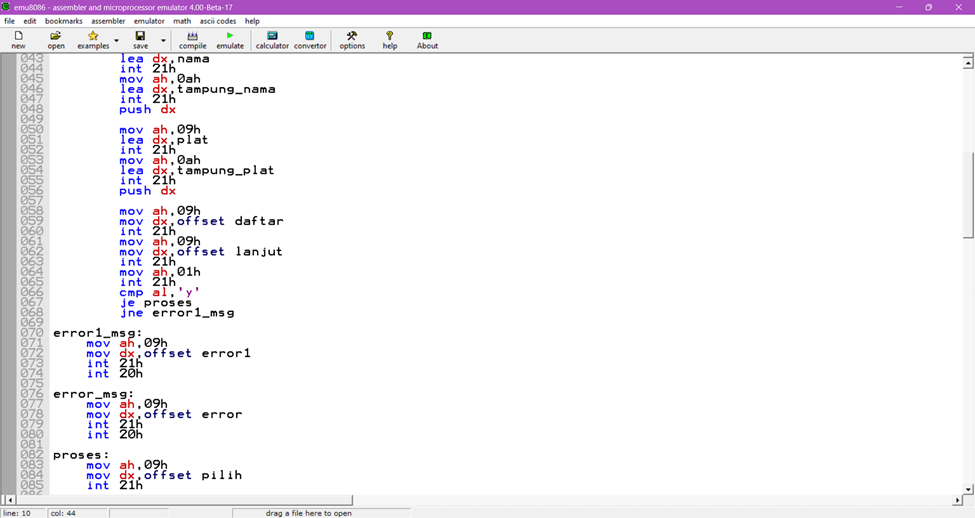 emu8086 - assembler and microprocessor emulator 4.00-Beta-17
file edit bookmarks assembler emulator math ascii codes help
new open examples save compile emulate calculator convertor options help About
043 lea dx,nama
044 int 21h
045 mov ah,0ah
046 lea dx,tampung_nama
047 int 21h
048 push dx
049
050 mov ah,09h
051 lea dx,plat
052 int 21h
053 mov ah,0ah
054 lea dx,tampung_plat
055 int 21h
056 push dx
057
058 mov ah,09h
059 mov dx,offset daftar
060 int 21h
061 mov ah,09h
062 mov dx,offset lanjut
063 int 21h
064 mov ah,01h
065 int 21h
066 cmp al,'y'
067 je proses
068 jne error1_msg
069
070 error1_msg:
071 mov ah,09h
072 mov dx,offset error1
073 int 21h
074 int 20h
075
076 error_msg:
077 mov ah,09h
078 mov dx,offset error
079 int 21h
080 int 20h
081
082 proses:
083 mov ah,09h
084 mov dx,offset pilih
085 int 21h
086
line: 10 col: 44 drag a file here to open